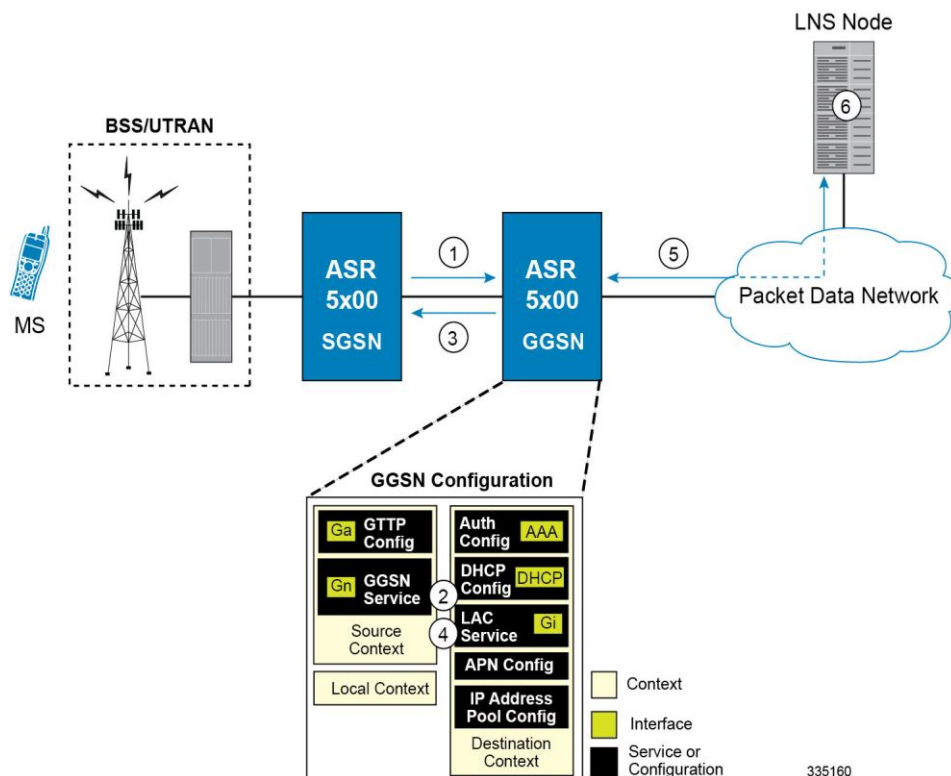 LNS Node
6
BSS/UTRAN
MS
ASR
5x00
SGSN
1
3
ASR
5x00
GGSN
5
Packet Data Network
GGSN Configuration
Ga
GTTP
Config
Gn
GGSN
Service
Source
Context
Local Context
2
4
Auth
Config
AAA
DHCP
Config
DHCP
LAC
Service
Gi
APN Config
IP Address
Pool Config
Destination
Context
Context
Interface
Service or
Configuration
335160